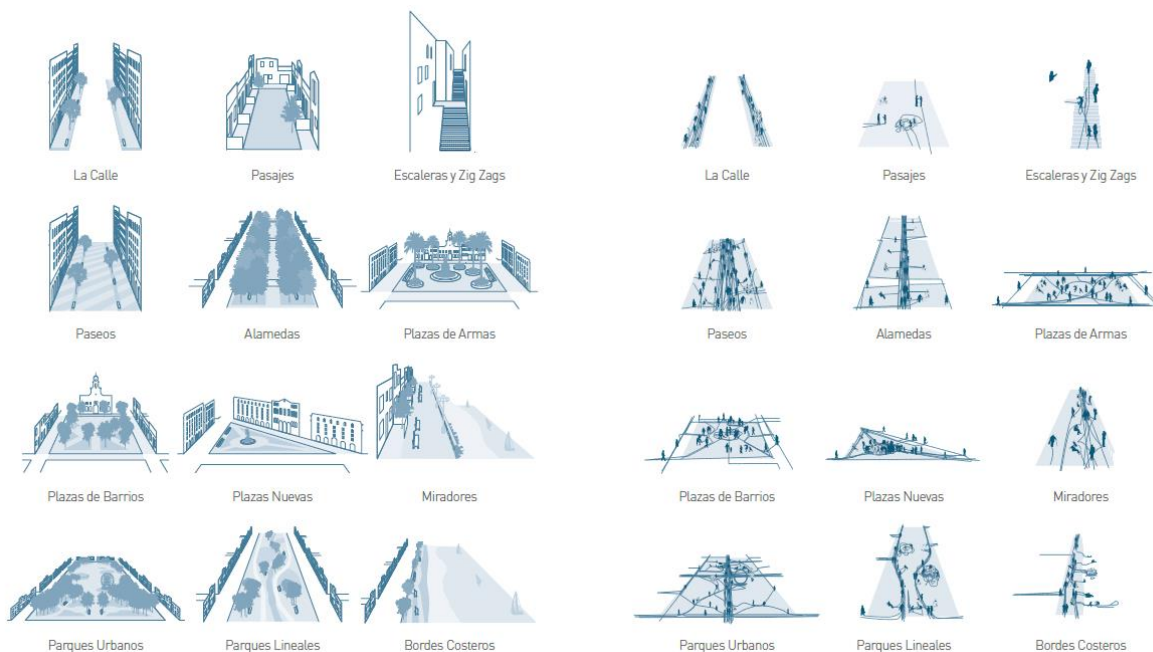 La Calle
Pasajes
Escaleras y Zig Zags
Paseos
Alamedas
Plazas de Armas
Plazas de Barrios
Plazas Nuevas
Miradores
Parques Urbanos
Parques Lineales
Bordes Costeros
La Calle
Pasajes
Escaleras y Zig Zags
Paseos
Alamedas
Plazas de Armas
Plazas de Barrios
Plazas Nuevas
Miradores
Parques Urbanos
Parques Lineales
Bordes Costeros